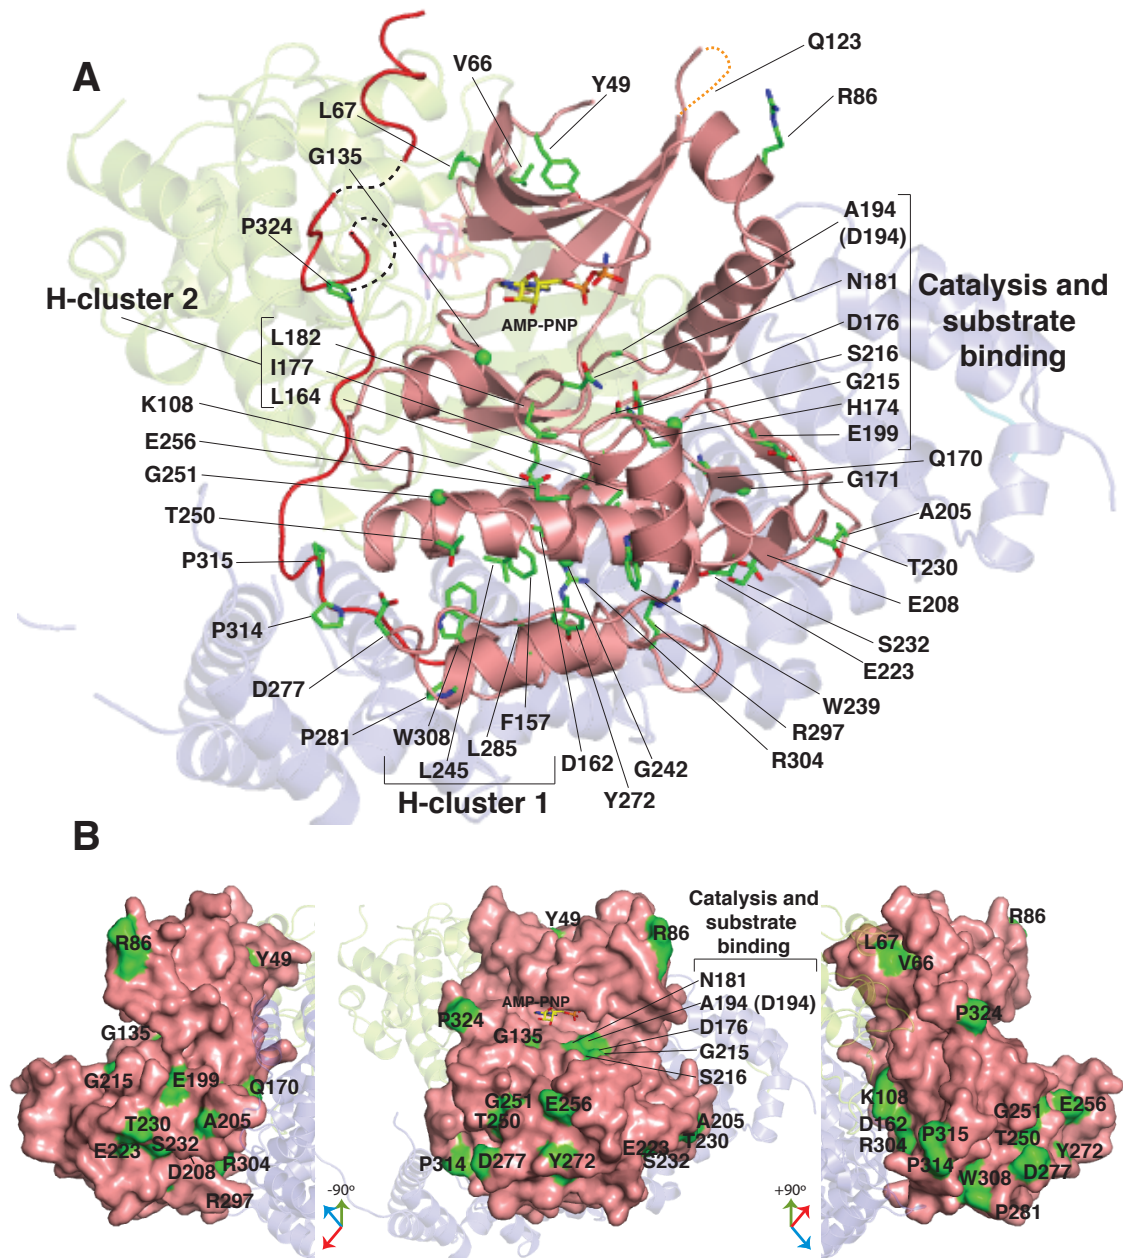 A
Q123
V66
Y49
R86
L67
G135
A194
(D194)
P324
N181
Catalysis and
substrate
binding
H-cluster 2
AMP-PNP
D176
L182
S216
I177
G215
L164
H174
K108
E199
E256
Q170
G251
G171
T250
A205
P315
T230
E208
P314
S232
E223
D277
W239
F157
R297
P281
W308
L285
R304
L245
D162
G242
Y272
H-cluster 1
B
R86
Y49
G135
G215
E199
Q170
T230
A205
E223
S232
D208
R304
R297
-90º
Catalysis and
substrate
binding
Y49
R86
N181
AMP-PNP
A194 (D194)
P324
G135
D176
G215
S216
G251
E256
T250
A205
T230
E223
S232
P314
D277
Y272
+90º
R86
L67
V66
P324
K108
E256
G251
D162
P315
T250
R304
Y272
P314
W308
D277
P281